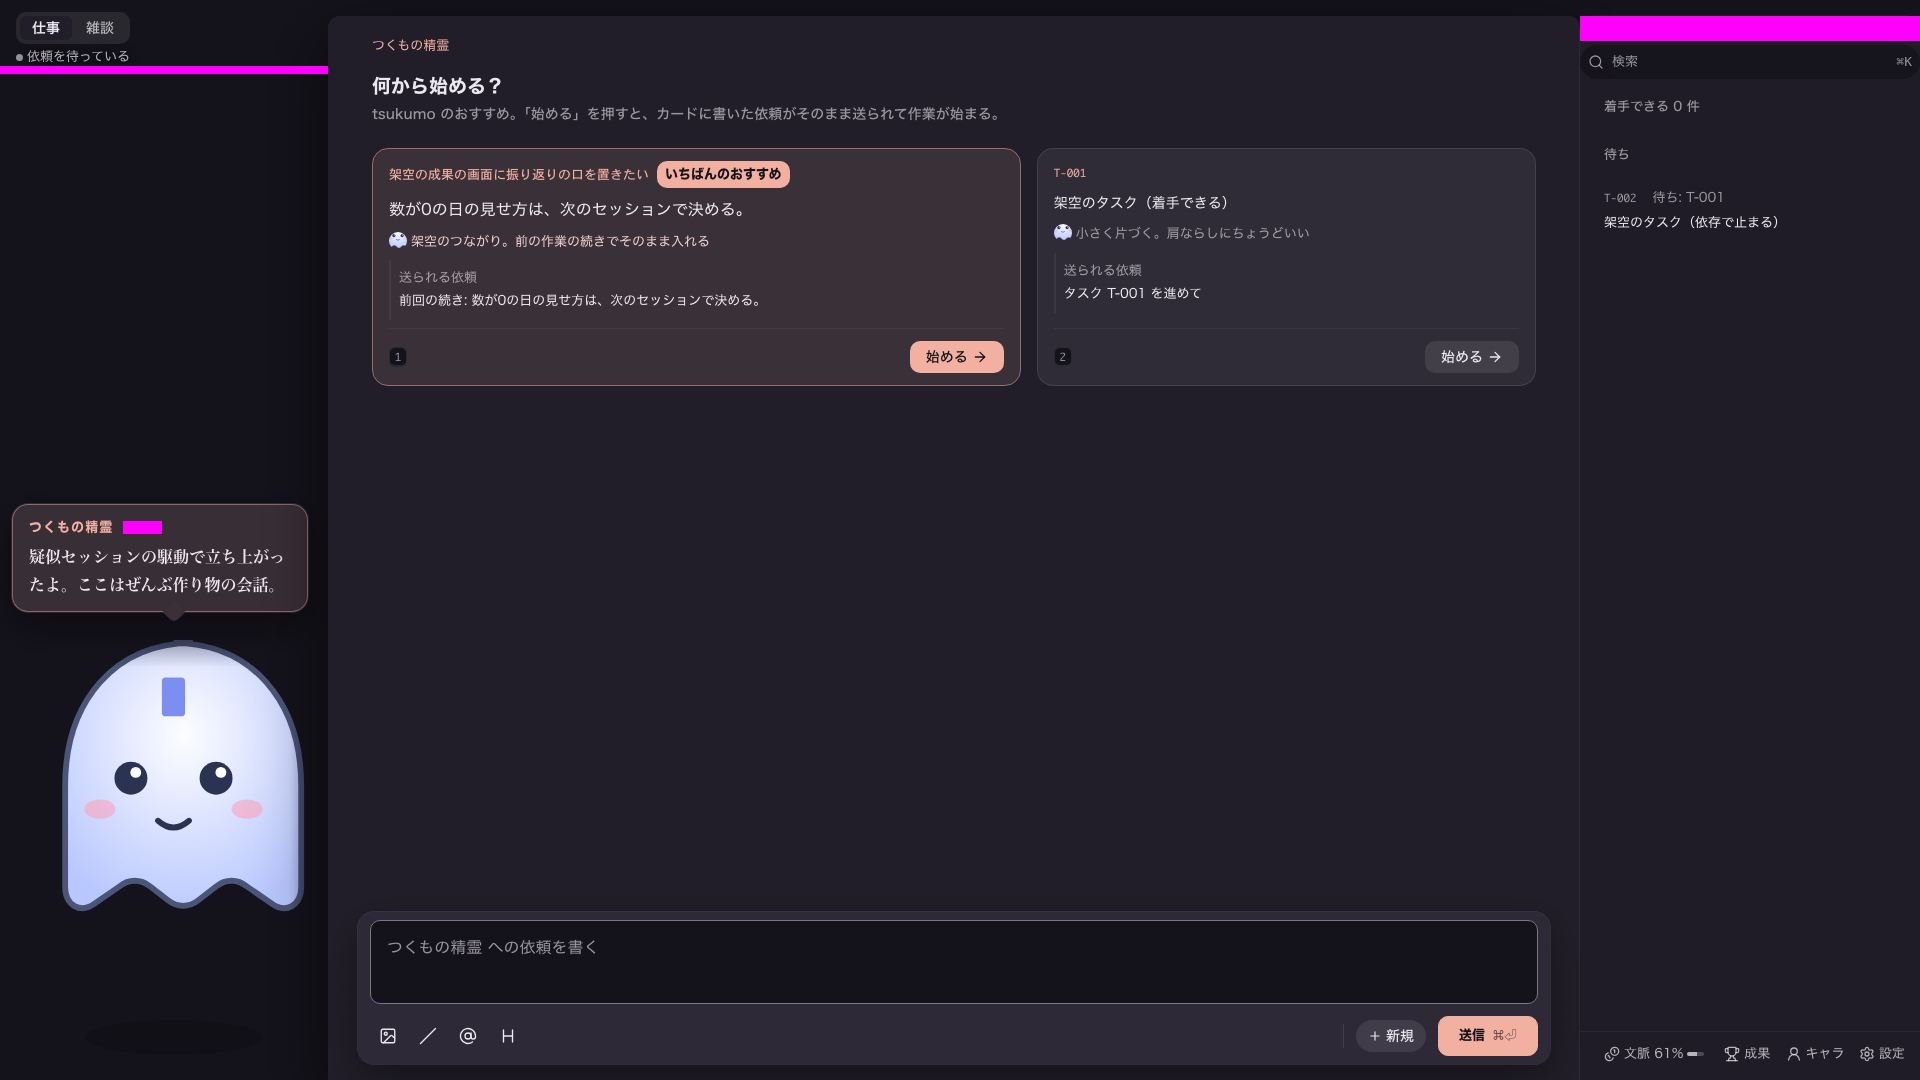 仕事 雑談
依頼を待っている
つくもの精霊
疑似セッションの駆動で立ち上がっ
たよ。ここはぜんぶ作り物の会話。
つくもの精霊
何から始める？
tsukumo のおすすめ。「始める」を押すと、カードに書いた依頼がそのまま送られて作業が始まる。
架空の成果の画面に振り返りの口を置きたい いちばんのおすすめ
数が0の日の見せ方は、次のセッションで決める。
架空のつながり。前の作業の続きでそのまま入れる
送られる依頼
前回の続き: 数が0の日の見せ方は、次のセッションで決める。
1 始める →
T-001
架空のタスク（着手できる）
小さく片づく。肩ならしにちょうどいい
送られる依頼
タスク T-001 を進めて
2 始める →
つくもの精霊 への依頼を書く
@ H + 新規 送信 ⌘⏎
検索 ⌘K
着手できる 0 件
待ち
T-002 待ち: T-001
架空のタスク（依存で止まる）
文脈 61% 成果 キャラ 設定